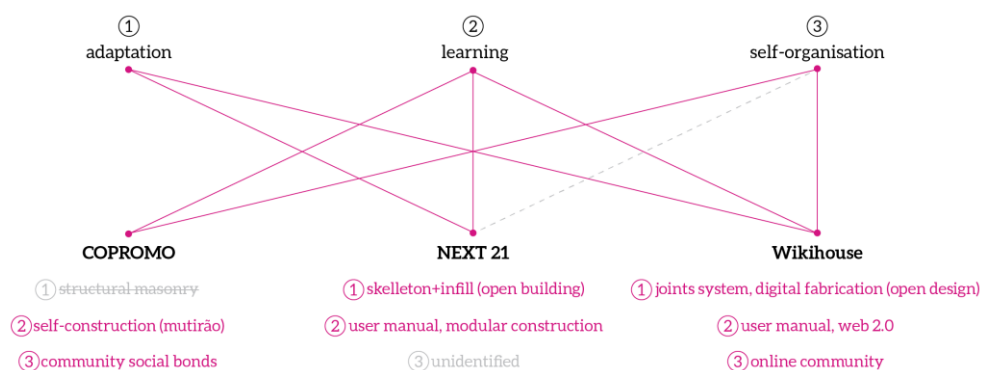 1 2 3
adaptation learning self-organisation
COPROMO NEXT 21 Wikihouse
1 structural masonry 1 skelleton+infill (open building) 1 joints system, digital fabrication (open design)
2 self-construction (mutirão) 2 user manual, modular construction 2 user manual, web 2.0
3 community social bonds 3 unidentified 3 online community